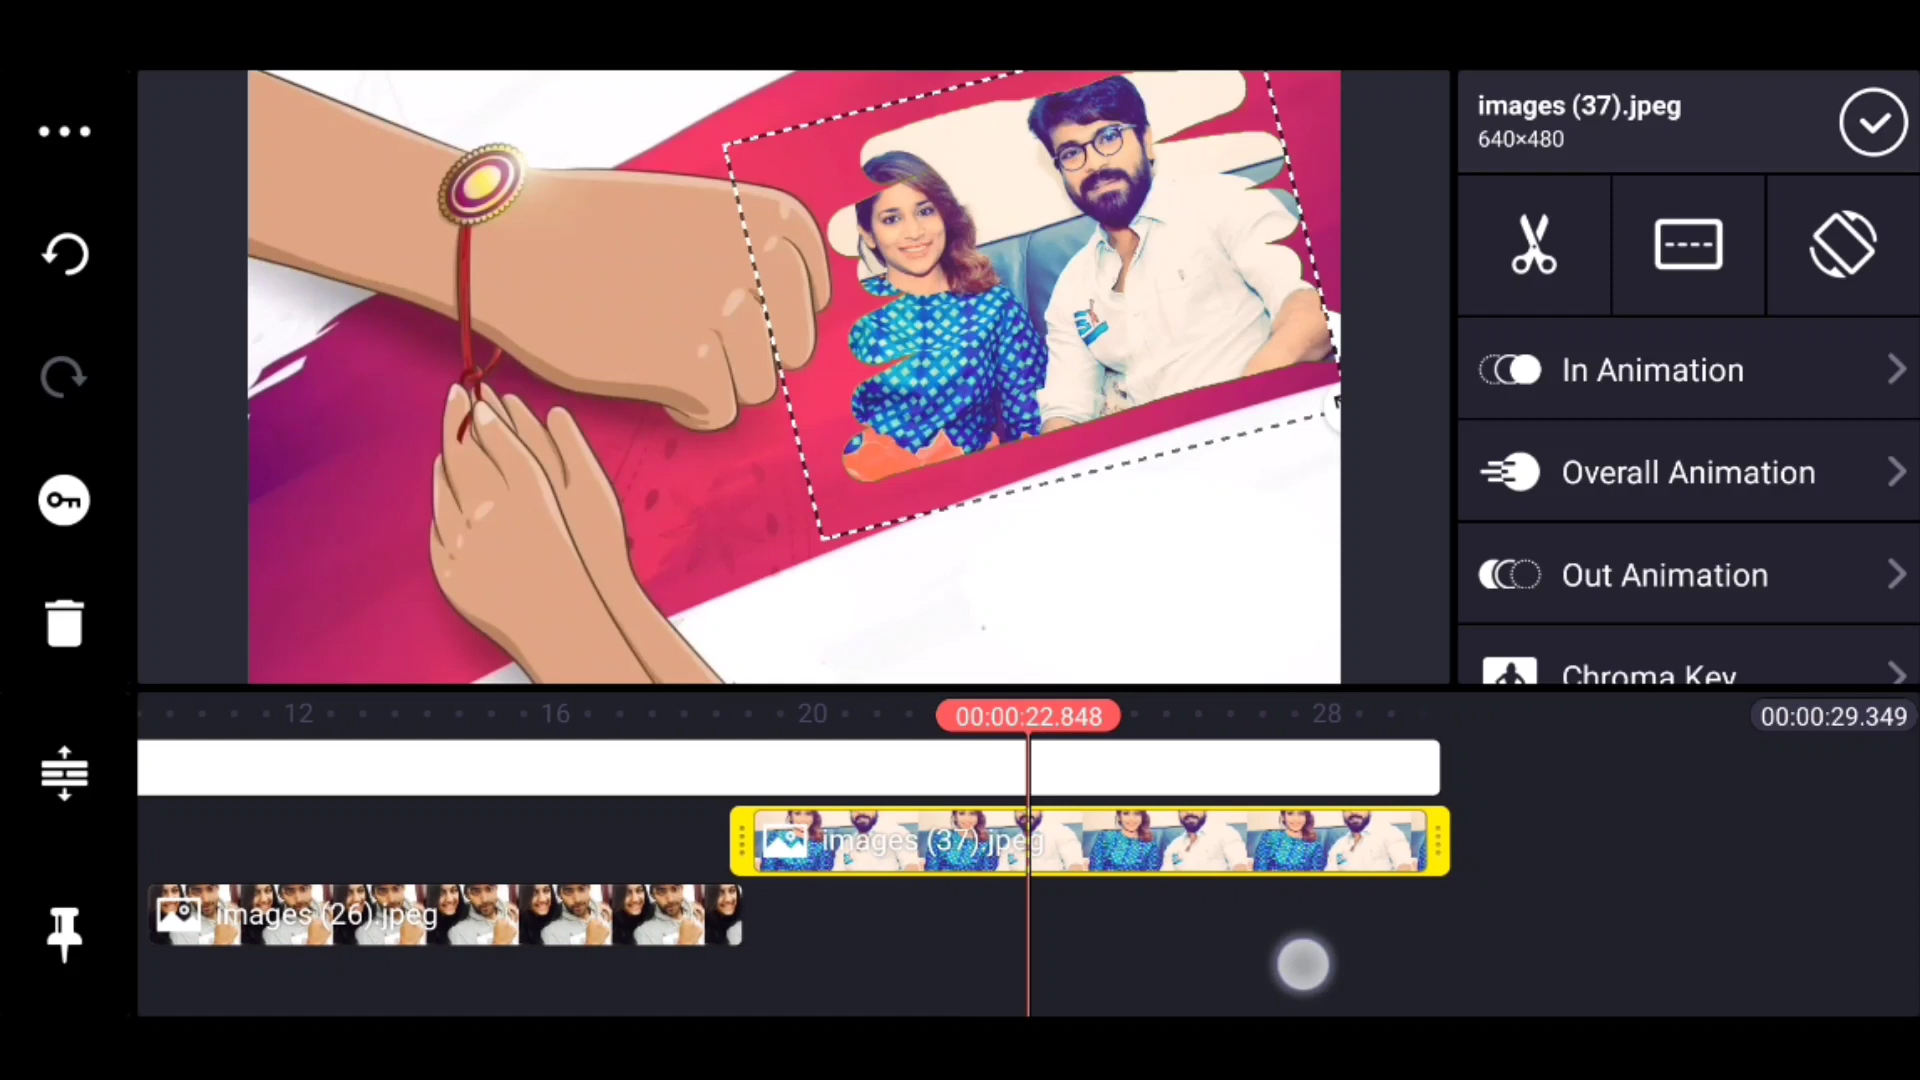 images (37).jpeg
640×480
In Animation
Overall Animation
Out Animation
Chroma Key
12
16
20
00:00:22.848
28
00:00:29.349
images (37).jpeg
images (26).jpeg